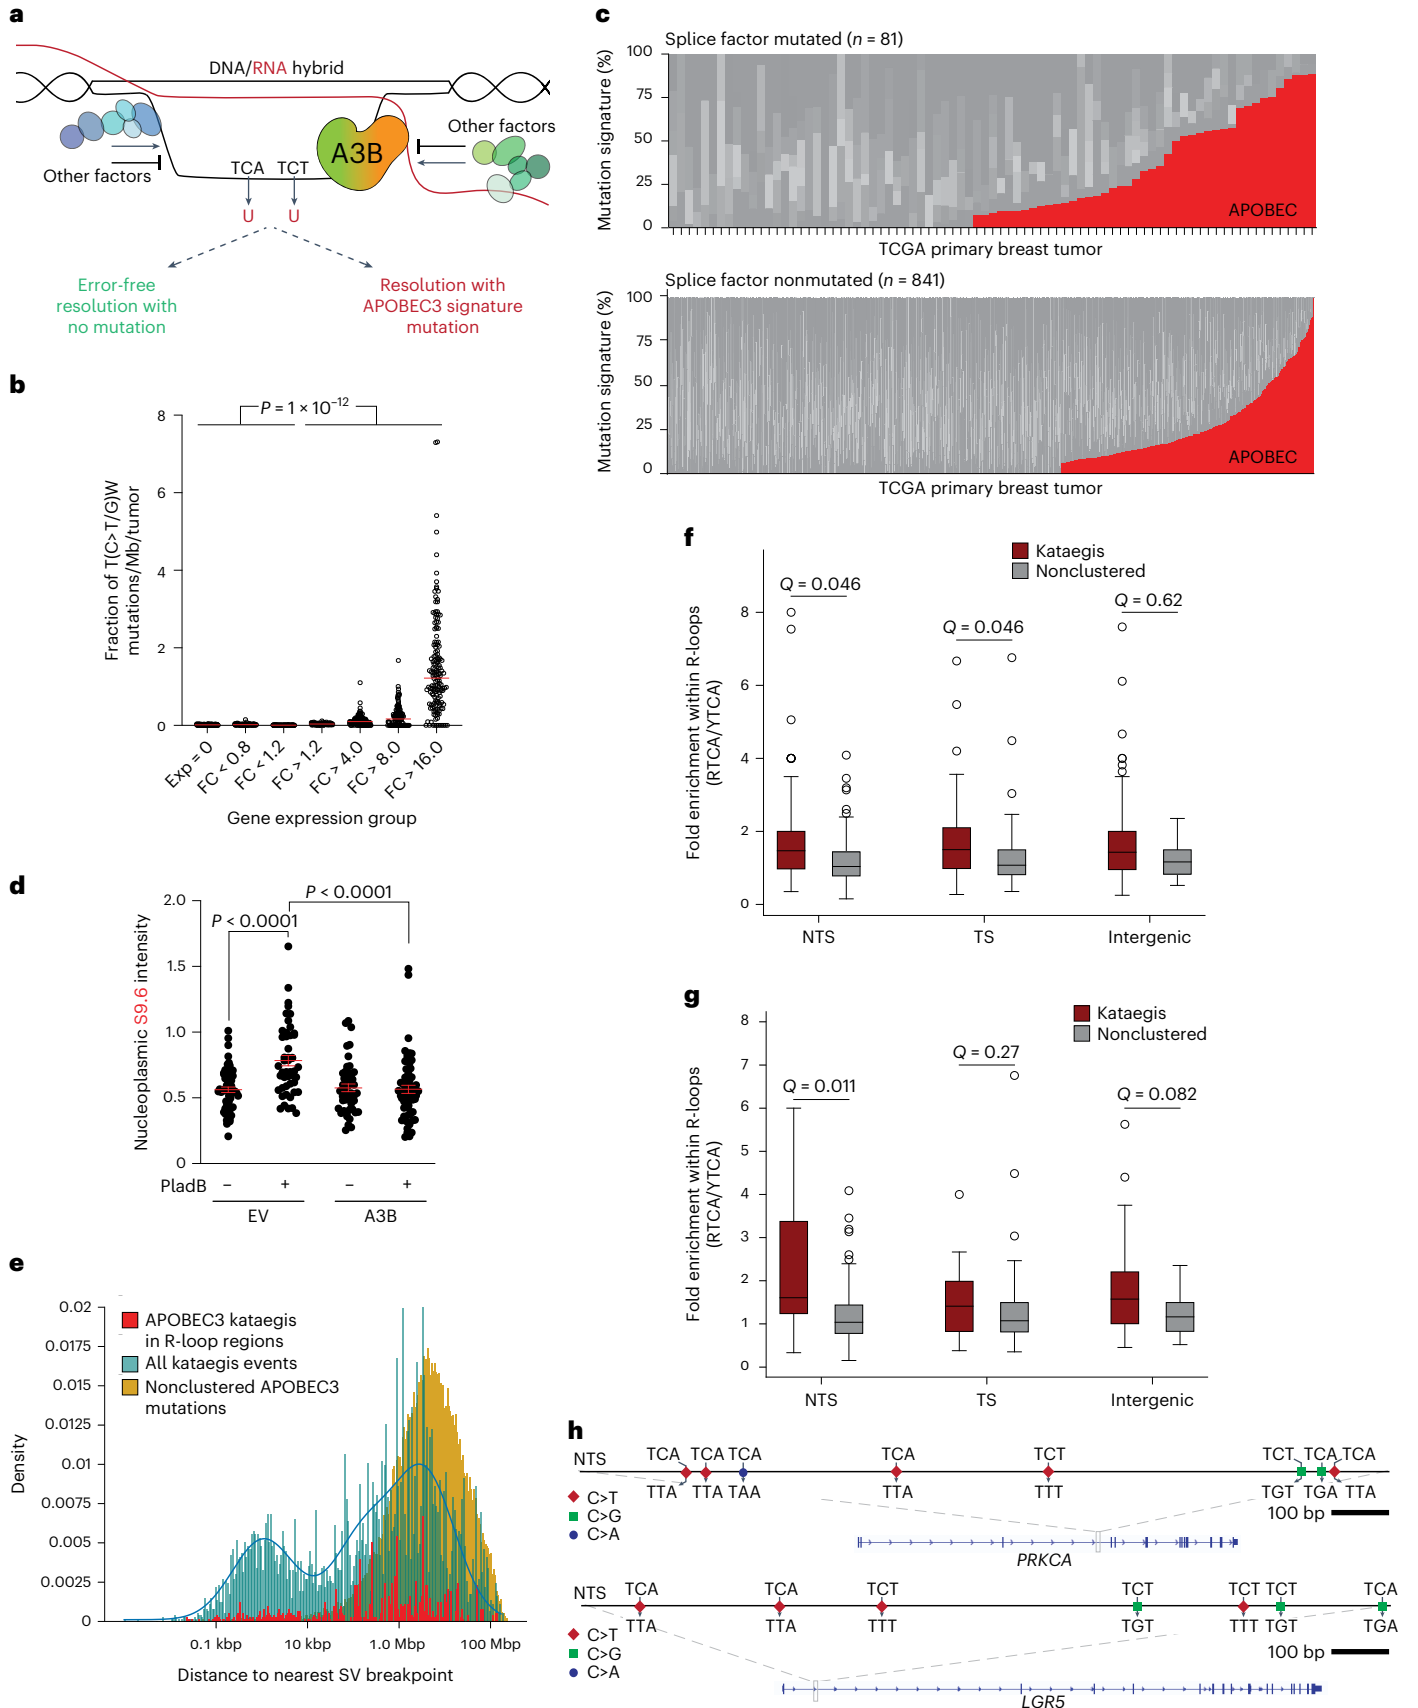 a
DNA/RNA hybrid
Other factors
A3B
Other factors
TCA TCT
U U
Error-free
resolution with
no mutation
Resolution with
APOBEC3 signature
mutation
b
P = 1 × 10⁻¹²
Fraction of T(C>T/G)W
mutations/Mb/tumor
8
6
4
2
0
Exp = 0
FC < 0.8
FC < 1.2
FC > 1.2
FC > 4.0
FC > 8.0
FC > 16.0
Gene expression group
c
Splice factor mutated (n = 81)
Mutation signature (%)
100
75
50
25
0
APOBEC
TCGA primary breast tumor
Splice factor nonmutated (n = 841)
Mutation signature (%)
100
75
50
25
0
APOBEC
TCGA primary breast tumor
d
P < 0.0001
P < 0.0001
Nucleoplasmic S9.6 intensity
2.0
1.5
1.0
0.5
0
PladB – + – +
EV A3B
e
APOBEC3 kataegis
in R-loop regions
All kataegis events
Nonclustered APOBEC3
mutations
Density
0.02
0.0175
0.015
0.0125
0.01
0.0075
0.005
0.0025
0
0.1 kbp 10 kbp 1.0 Mbp 100 Mbp
Distance to nearest SV breakpoint
f
Kataegis
Nonclustered
Q = 0.046
Q = 0.046
Q = 0.62
Fold enrichment within R-loops
(RTCA/YTCA)
8
6
4
2
0
NTS TS Intergenic
g
Kataegis
Nonclustered
Q = 0.011
Q = 0.27
Q = 0.082
Fold enrichment within R-loops
(RTCA/YTCA)
8
7
6
5
4
3
2
1
0
NTS TS Intergenic
h
NTS
TCA TCA TCA TCA TCT TCT TCA TCA
TTA TTA TAA TTA TTT TGT TGA TTA
C>T
C>G
C>A
100 bp
PRKCA
NTS
TCA TCA TCT TCT TCT TCT TCA
TTA TTA TTT TGT TTT TGT TGA
C>T
C>G
C>A
100 bp
LGR5